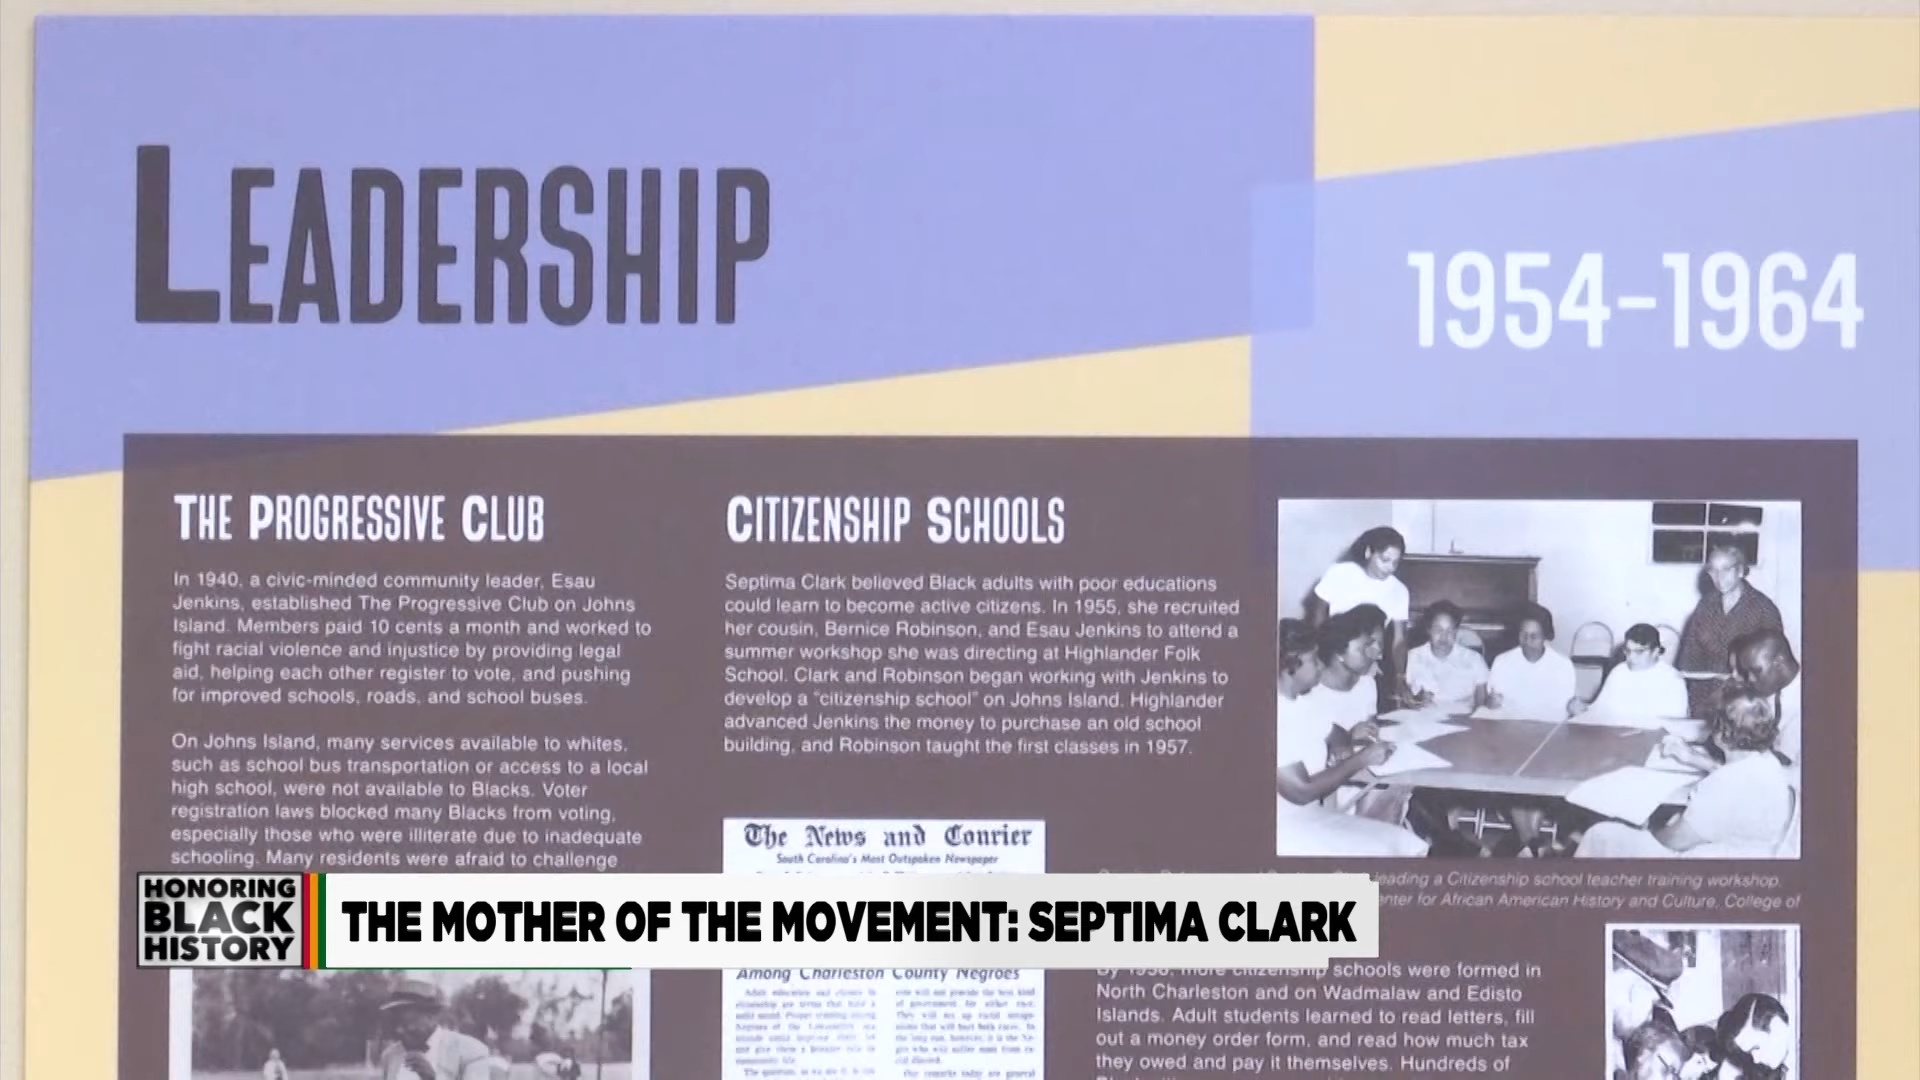 LEADERSHIP
1954-1964
THE PROGRESSIVE CLUB
In 1940, a civic-minded community leader, Esau
Jenkins, established The Progressive Club on Johns
Island. Members paid 10 cents a month and worked to
fight racial violence and injustice by providing legal
aid, helping each other register to vote, and pushing
for improved schools, roads, and school buses.
On Johns Island, many services available to whites,
such as school bus transportation or access to a local
high school, were not available to Blacks. Voter
registration laws blocked many Blacks from voting,
especially those who were illiterate due to inadequate
schooling. Many residents were afraid to challenge
CITIZENSHIP SCHOOLS
Septima Clark believed Black adults with poor educations
could learn to become active citizens. In 1955, she recruited
her cousin, Bernice Robinson, and Esau Jenkins to attend a
summer workshop she was directing at Highlander Folk
School. Clark and Robinson began working with Jenkins to
develop a "citizenship school" on Johns Island. Highlander
advanced Jenkins the money to purchase an old school
building, and Robinson taught the first classes in 1957.
The News and Courier
South Carolina's Most Outspoken Newspaper
Among Charleston County Negroes
leading a Citizenship school teacher training workshop.
for African American History and Culture, College of
By 1958, more citizenship schools were formed in
North Charleston and on Wadmalaw and Edisto
Islands. Adult students learned to read letters, fill
out a money order form, and read how much tax
they owed and pay it themselves. Hundreds of
HONORING
BLACK
HISTORY
THE MOTHER OF THE MOVEMENT: SEPTIMA CLARK